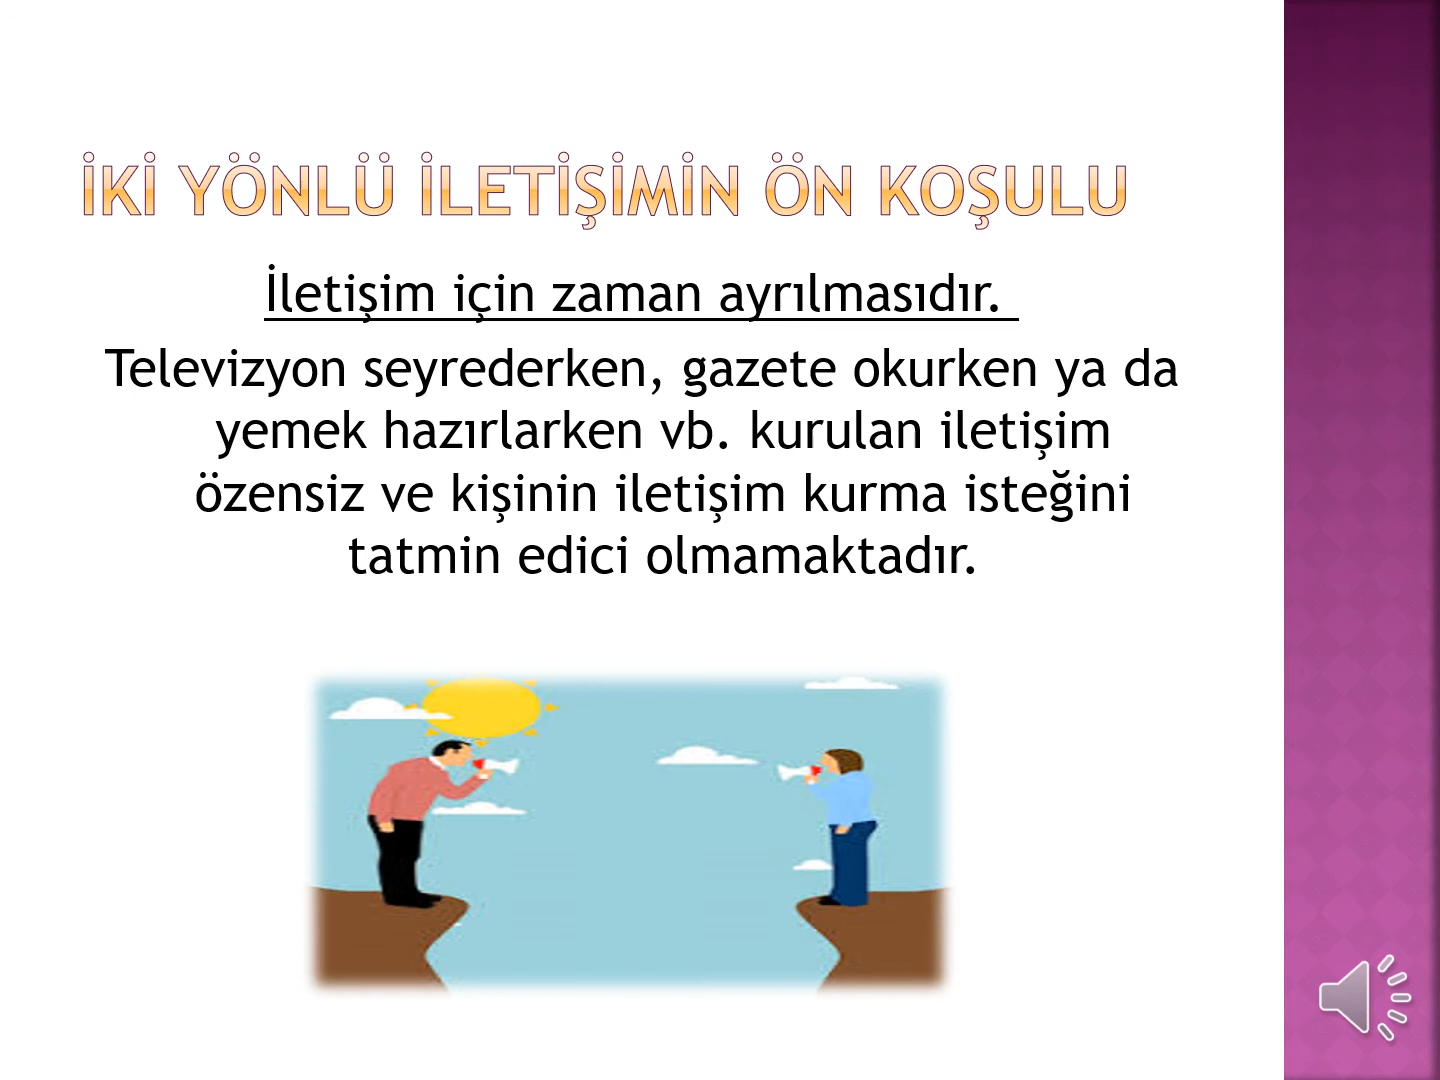 İKİ YÖNLÜ İLETİŞİMİN ÖN KOŞULU
İletişim için zaman ayrılmasıdır.
Televizyon seyrederken, gazete okurken ya da
yemek hazırlarken vb. kurulan iletişim
özensiz ve kişinin iletişim kurma isteğini
tatmin edici olmamaktadır.